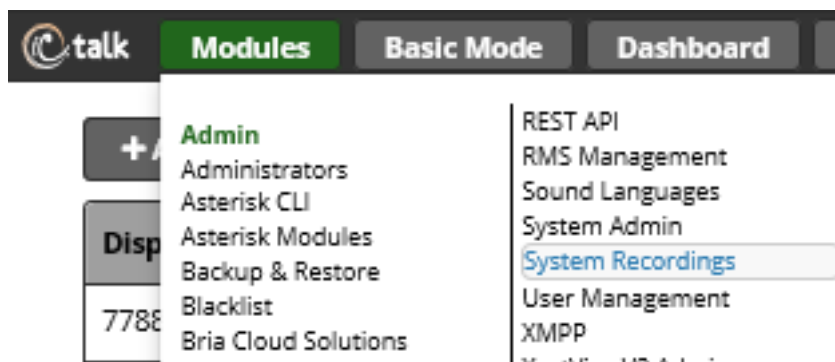 talk
Modules
Basic Mode
Dashboard
+
Disp
7788
Admin
Administrators
Asterisk CLI
Asterisk Modules
Backup & Restore
Blacklist
Bria Cloud Solutions
REST API
RMS Management
Sound Languages
System Admin
System Recordings
User Management
XMPP